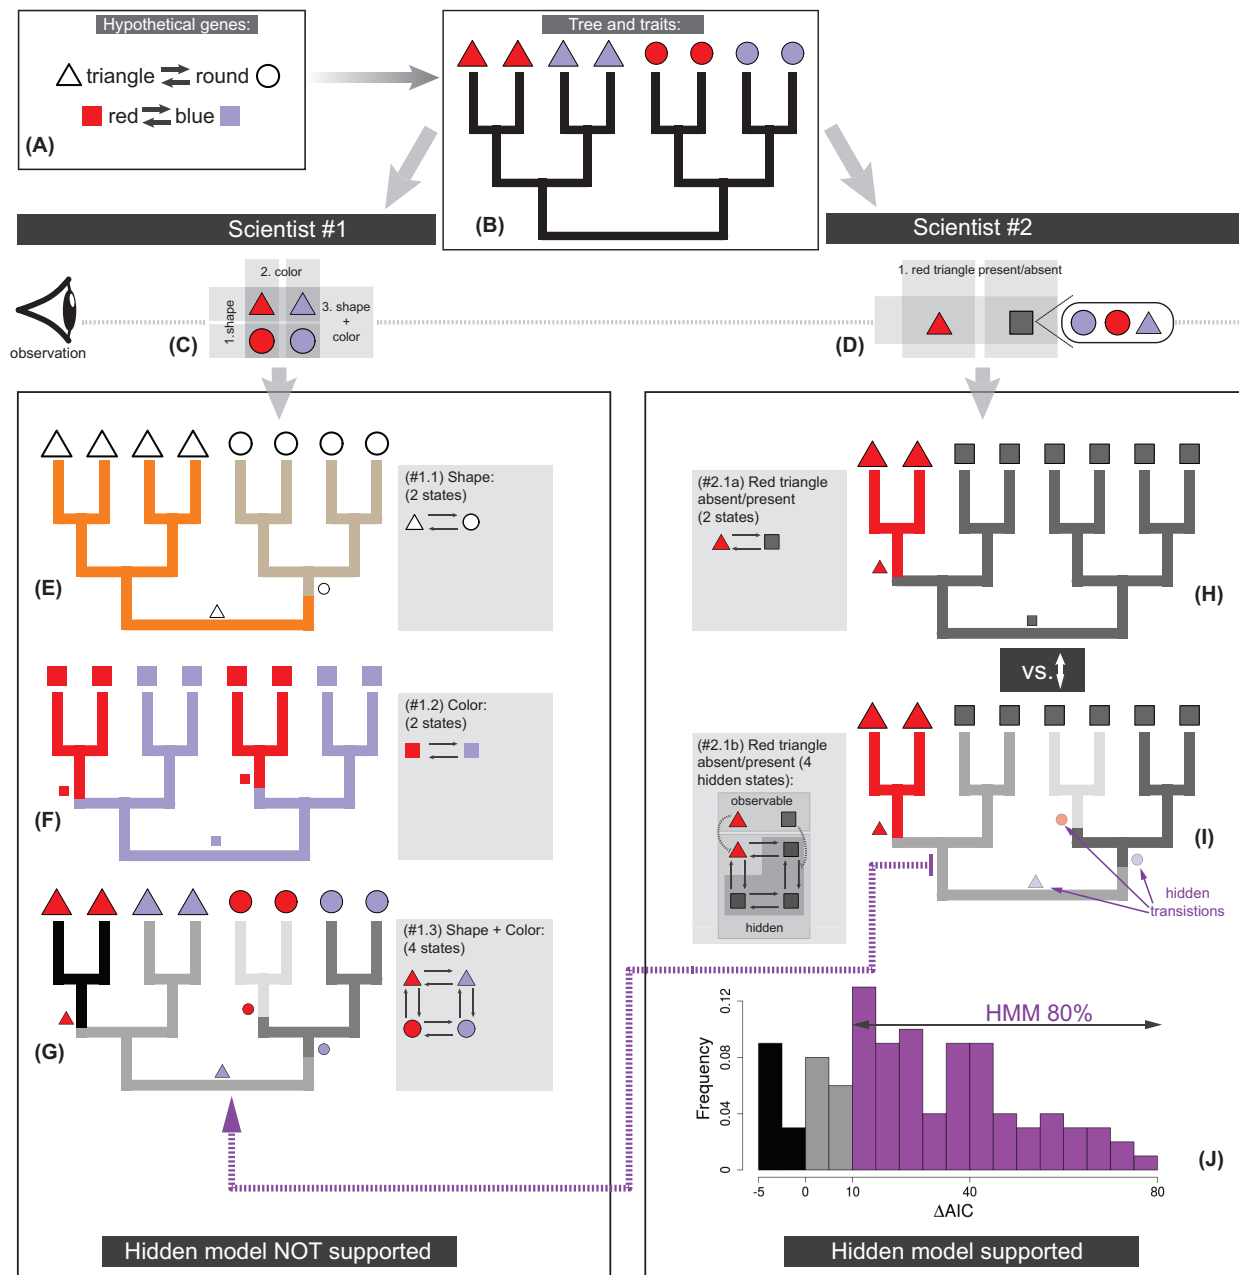 Hypothetical genes:
triangle round
red blue
(A)
Tree and traits:
(B)
Scientist #1
Scientist #2
observation
2. color
1.shape
3. shape
+
color
(C)
1. red triangle present/absent
(D)
(#1.1) Shape:
(2 states)
(E)
(#1.2) Color:
(2 states)
(F)
(#1.3) Shape + Color:
(4 states)
(G)
Hidden model NOT supported
(#2.1a) Red triangle
absent/present
(2 states)
(H)
vs.
(#2.1b) Red triangle
absent/present (4
hidden states):
observable
hidden
(I)
hidden
transistions
HMM 80%
Frequency
0.12
0.08
0.04
0
-5 0 10 40 80
ΔAIC
(J)
Hidden model supported